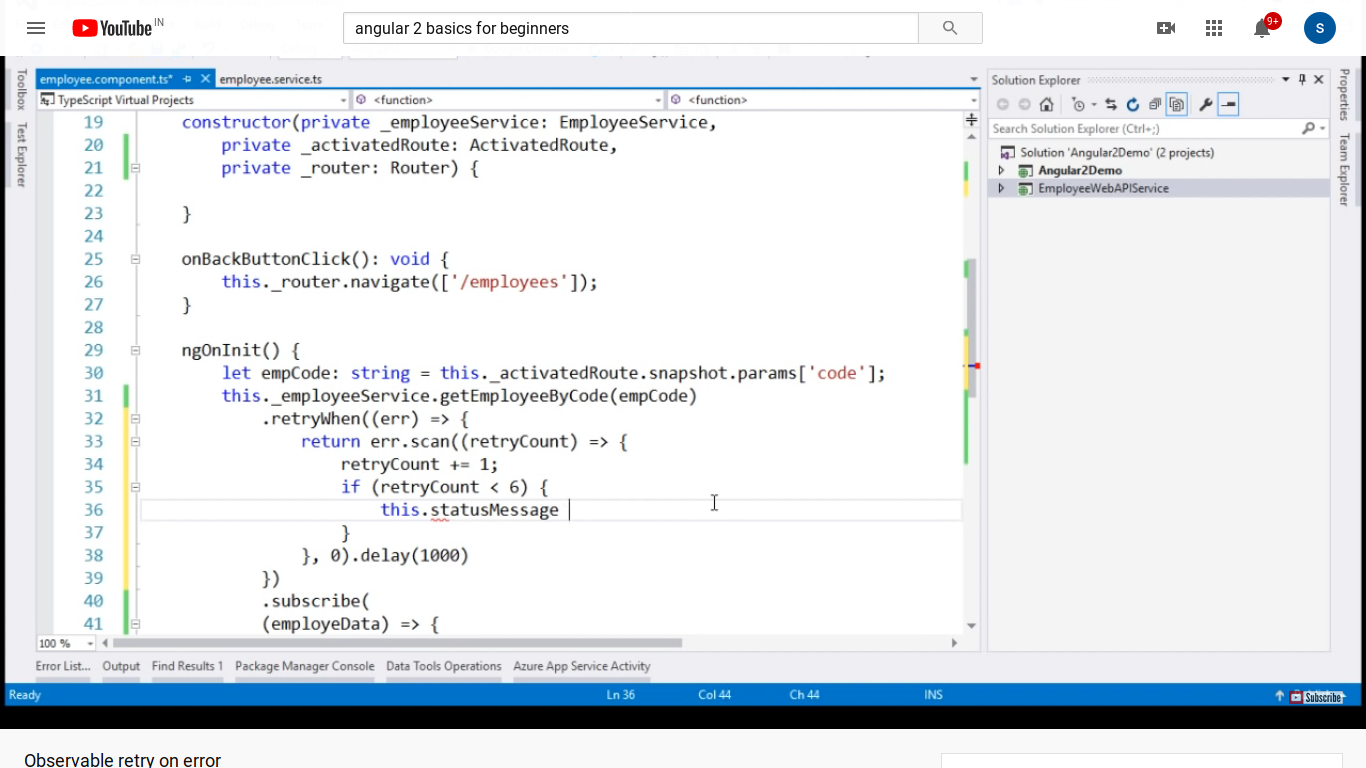 YouTube IN
angular 2 basics for beginners
9+
S
Toolbox
Test Extplorer
employee.component.ts*
employee.service.ts
TypeScript Virtual Projects
<function>
<function>
19 constructor(private _employeeService: EmployeeService,
20 private _activatedRoute: ActivatedRoute,
21 private _router: Router) {
22
23 }
24
25 onBackButtonClick(): void {
26 this._router.navigate(['/employees']);
27 }
28
29 ngOnInit() {
30 let empCode: string = this._activatedRoute.snapshot.params['code'];
31 this._employeeService.getEmployeeByCode(empCode)
32 .retryWhen((err) => {
33 return err.scan((retryCount) => {
34 retryCount += 1;
35 if (retryCount < 6) {
36 this.statusMessage
37 }
38 }, 0).delay(1000)
39 })
40 .subscribe(
41 (employeData) => {
100 %
Solution Explorer
Search Solution Explorer (Ctrl+;)
Solution 'Angular2Demo' (2 projects)
Angular2Demo
EmployeeWebAPIService
Properties
Team Explorer
Error List... Output Find Results 1 Package Manager Console Data Tools Operations Azure App Service Activity
Ready Ln 36 Col 44 Ch 44 INS
Subscribe
Observable retry on error